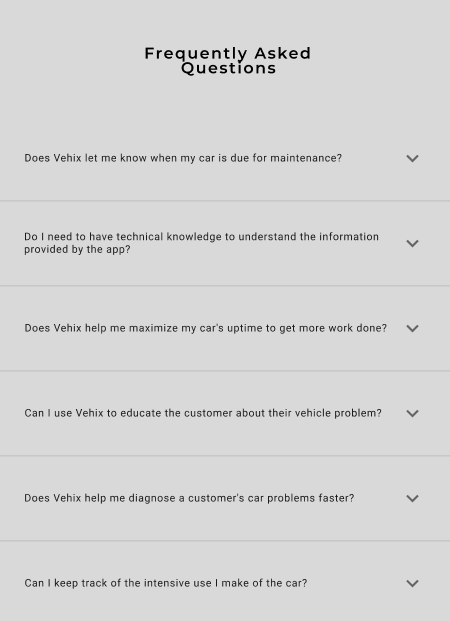 Frequently Asked
Questions
Does Vehix let me know when my car is due for maintenance?
Do I need to have technical knowledge to understand the information
provided by the app?
Does Vehix help me maximize my car's uptime to get more work done?
Can I use Vehix to educate the customer about their vehicle problem?
Does Vehix help me diagnose a customer's car problems faster?
Can I keep track of the intensive use I make of the car?